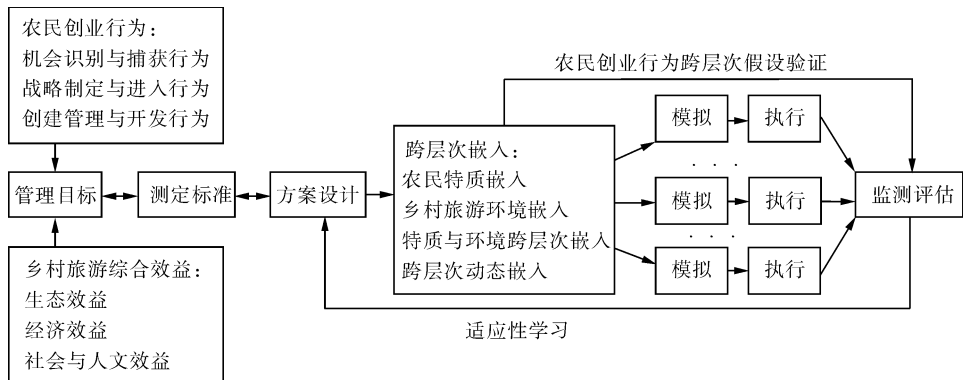 农民创业行为：
机会识别与捕获行为
战略制定与进入行为
创建管理与开发行为
管理目标
测定标准
方案设计
乡村旅游综合效益：
生态效益
经济效益
社会与人文效益
跨层次嵌入：
农民特质嵌入
乡村旅游环境嵌入
特质与环境跨层次嵌入
跨层次动态嵌入
农民创业行为跨层次假设验证
模拟
执行
· · ·
· · ·
模拟
执行
· · ·
· · ·
模拟
执行
监测评估
适应性学习